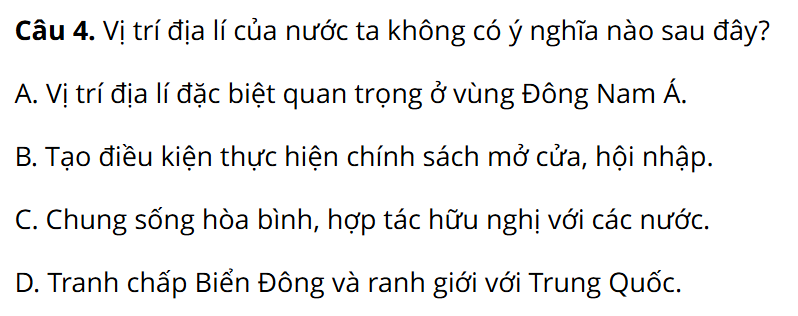 Câu 4. Vị trí địa lí của nước ta không có ý nghĩa nào sau đây?
A. Vị trí địa lí đặc biệt quan trọng ở vùng Đông Nam Á.
B. Tạo điều kiện thực hiện chính sách mở cửa, hội nhập.
C. Chung sống hòa bình, hợp tác hữu nghị với các nước.
D. Tranh chấp Biển Đông và ranh giới với Trung Quốc.